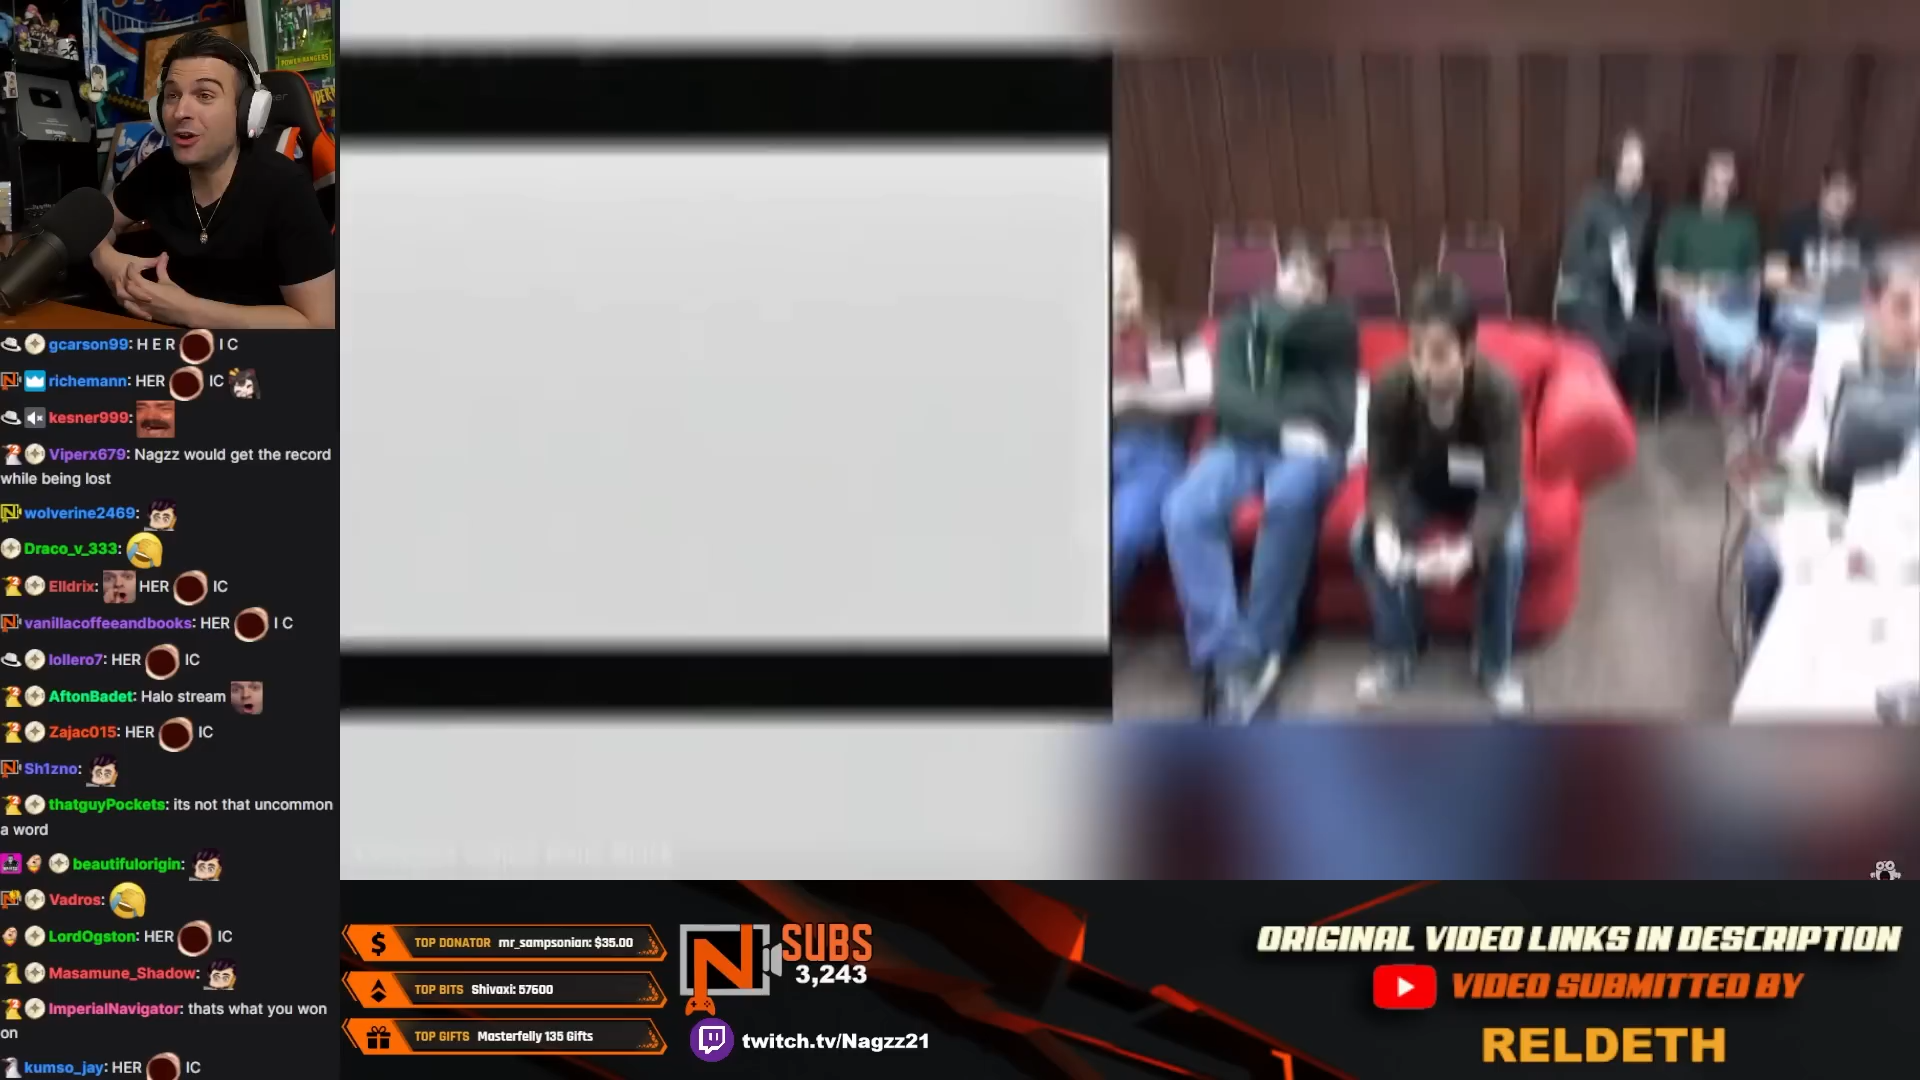 POWER RANGERS
gcarson99: H E R I C
richemann: HER IC
kesner999:
Viperx679: Nagzz would get the record
while being lost
wolverine2469:
Draco_v_333:
Elldrix: HER IC
vanillacoffeeandbooks: HER I C
lollero7: HER IC
AftonBadet: Halo stream
Zajac015: HER IC
Sh1zno:
thatguyPockets: its not that uncommon
a word
beautifulorigin:
Vadros:
LordOgston: HER IC
Masamune_Shadow:
ImperialNavigator: thats what you won
on
kumso_jay: HER IC
$ TOP DONATOR mr_sampsonian: $35.00
TOP BITS Shivaxi: 57600
TOP GIFTS Masterfelly 135 Gifts
N SUBS
3,243
twitch.tv/Nagzz21
ORIGINAL VIDEO LINKS IN DESCRIPTION
VIDEO SUBMITTED BY
RELDETH